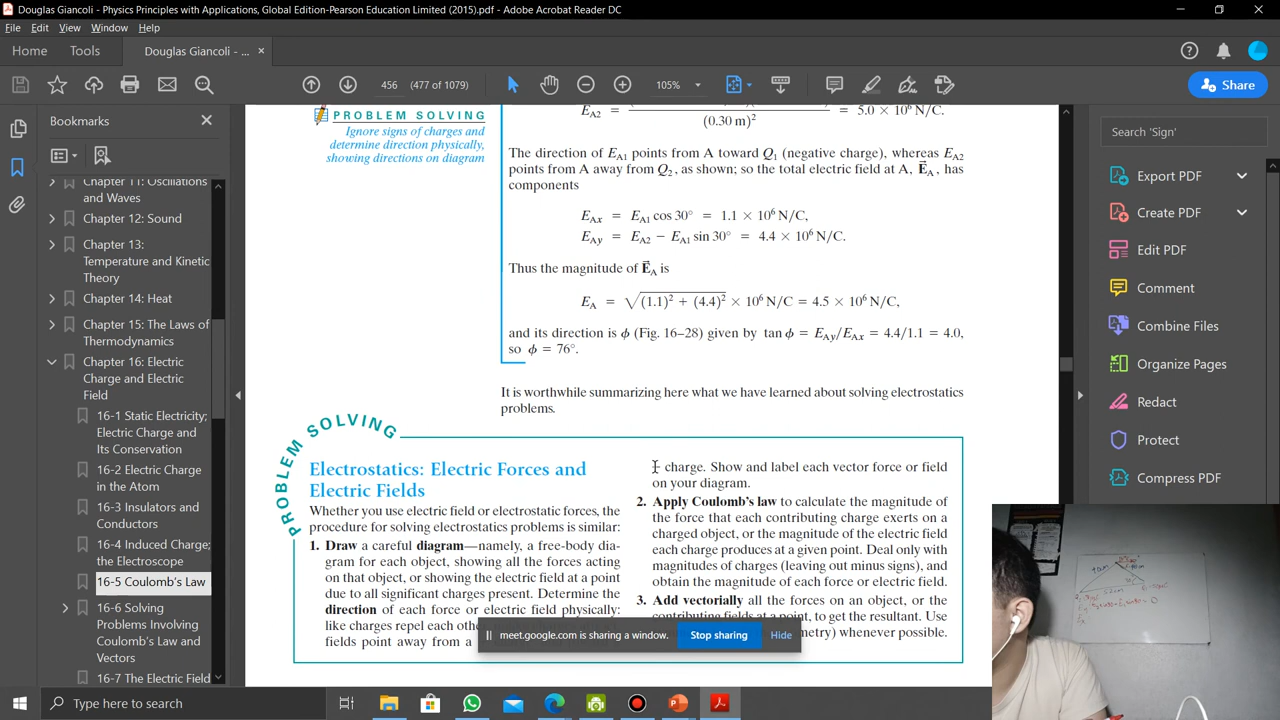 Douglas Giancoli - Physics Principles with Applications, Global Edition-Pearson Education Limited (2015).pdf - Adobe Acrobat Reader DC
File Edit View Window Help
Home Tools Douglas Giancoli - ... ×
456 (477 of 1079) 105% Share
Bookmarks
Chapter 11: Oscillations
and Waves
Chapter 12: Sound
Chapter 13:
Temperature and Kinetic
Theory
Chapter 14: Heat
Chapter 15: The Laws of
Thermodynamics
Chapter 16: Electric
Charge and Electric
Field
16-1 Static Electricity;
Electric Charge and
Its Conservation
16-2 Electric Charge
in the Atom
16-3 Insulators and
Conductors
16-4 Induced Charge;
the Electroscope
16-5 Coulomb's Law
16-6 Solving
Problems Involving
Coulomb's Law and
Vectors
16-7 The Electric Field
PROBLEM SOLVING
Ignore signs of charges and
determine direction physically,
showing directions on diagram
E_A2 = (0.30 m)² = 5.0 × 10⁶ N/C.
The direction of E_A1 points from A toward Q₁ (negative charge), whereas E_A2
points from A away from Q₂, as shown; so the total electric field at A, E⃗_A, has
components
E_Ax = E_A1 cos 30° = 1.1 × 10⁶ N/C,
E_Ay = E_A2 − E_A1 sin 30° = 4.4 × 10⁶ N/C.
Thus the magnitude of E⃗_A is
E_A = √(1.1)² + (4.4)² × 10⁶ N/C = 4.5 × 10⁶ N/C,
and its direction is ϕ (Fig. 16–28) given by tan ϕ = E_Ay/E_Ax = 4.4/1.1 = 4.0,
so ϕ = 76°.
It is worthwhile summarizing here what we have learned about solving electrostatics
problems.
PROBLEM SOLVING
Electrostatics: Electric Forces and
Electric Fields
Whether you use electric field or electrostatic forces, the
procedure for solving electrostatics problems is similar:
1. Draw a careful diagram—namely, a free-body dia-
gram for each object, showing all the forces acting
on that object, or showing the electric field at a point
due to all significant charges present. Determine the
direction of each force or electric field physically:
like charges repel each othe
fields point away from a
charge. Show and label each vector force or field
on your diagram.
2. Apply Coulomb's law to calculate the magnitude of
the force that each contributing charge exerts on a
charged object, or the magnitude of the electric field
each charge produces at a given point. Deal only with
magnitudes of charges (leaving out minus signs), and
obtain the magnitude of each force or electric field.
3. Add vectorially all the forces on an object, or the
contributing fields at a point, to get the resultant. Use
metry) whenever possible.
meet.google.com is sharing a window. Stop sharing Hide
Search 'Sign'
Export PDF
Create PDF
Edit PDF
Comment
Combine Files
Organize Pages
Redact
Protect
Compress PDF
Type here to search